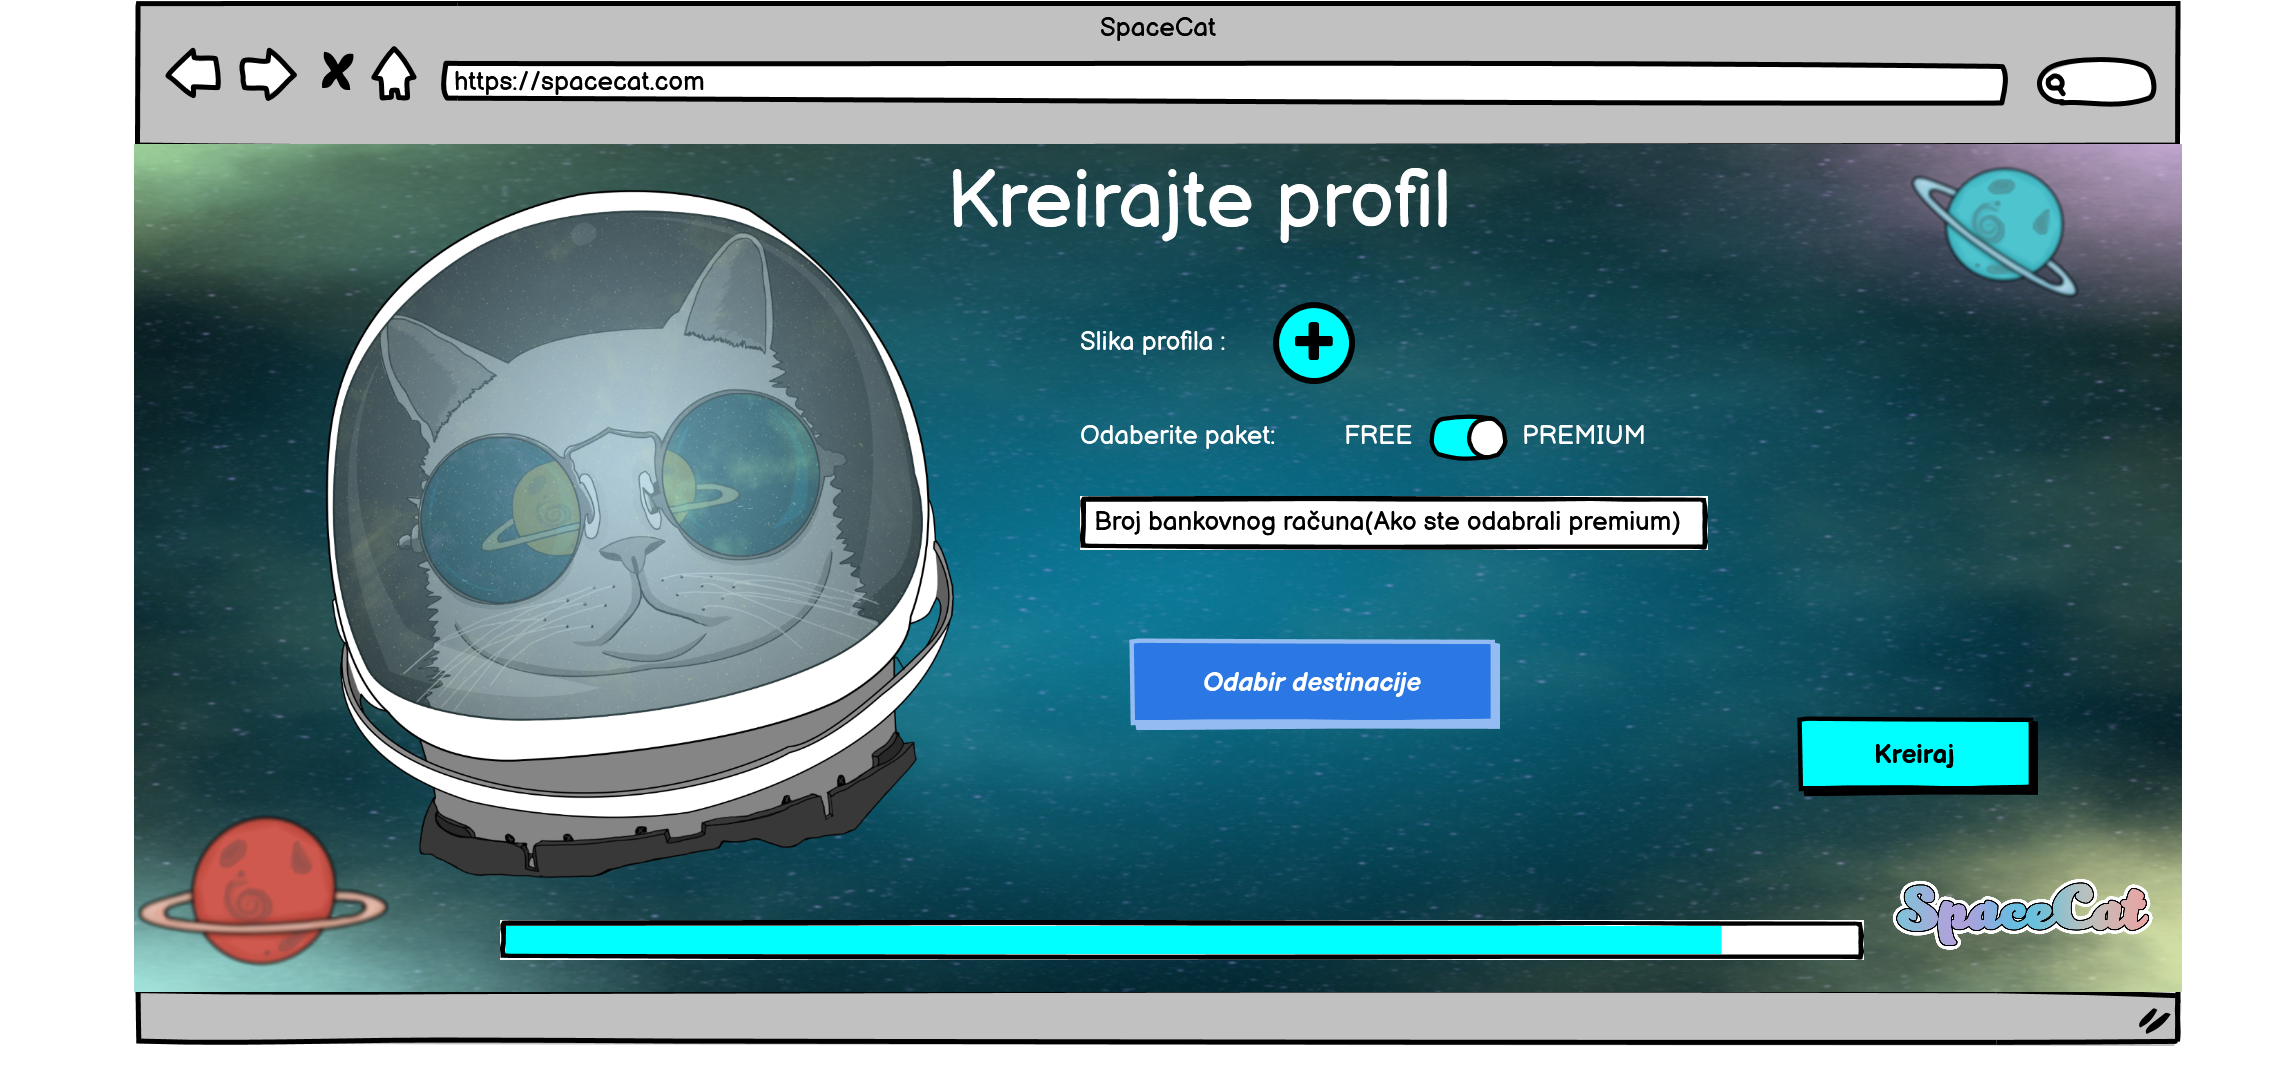 SpaceCat
https://spacecat.com
Kreirajte profil
Slika profila :
Odaberite paket: FREE PREMIUM
Broj bankovnog računa(Ako ste odabrali premium)
Odabir destinacije
Kreiraj
SpaceCat